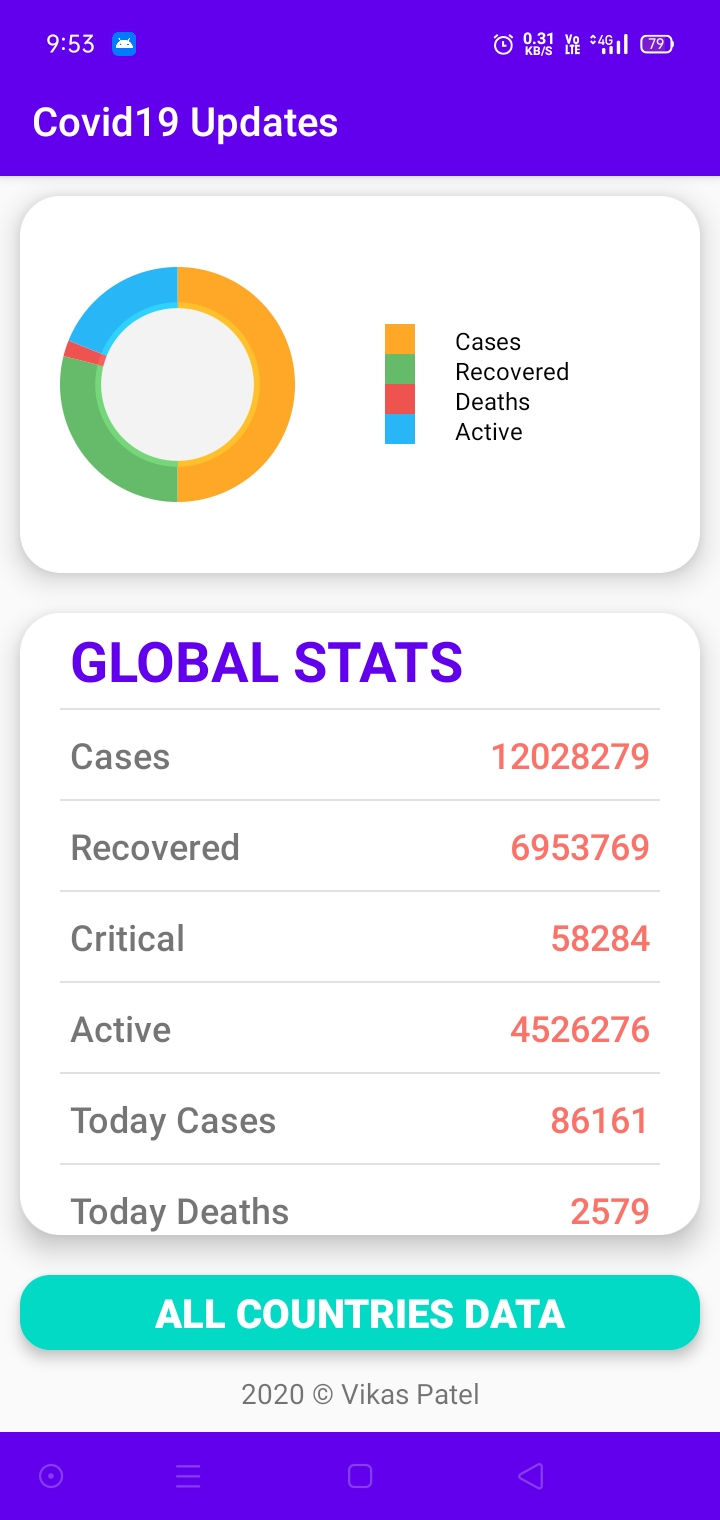 9:53 0.31 KB/S Vo LTE 4G 79
Covid19 Updates
Cases
Recovered
Deaths
Active
GLOBAL STATS
Cases 12028279
Recovered 6953769
Critical 58284
Active 4526276
Today Cases 86161
Today Deaths 2579
ALL COUNTRIES DATA
2020 © Vikas Patel